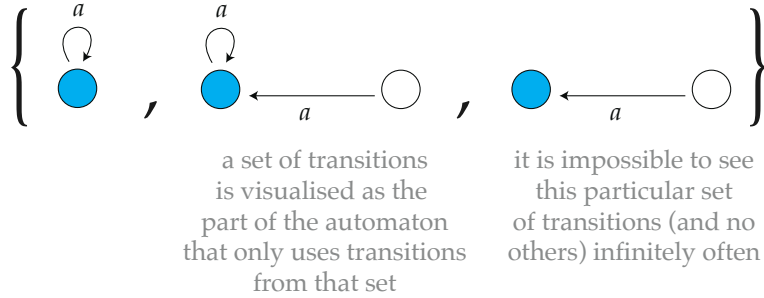 a a
{ , a , a }
a set of transitions
is visualised as the
part of the automaton
that only uses transitions
from that set
it is impossible to see
this particular set
of transitions (and no
others) infinitely often